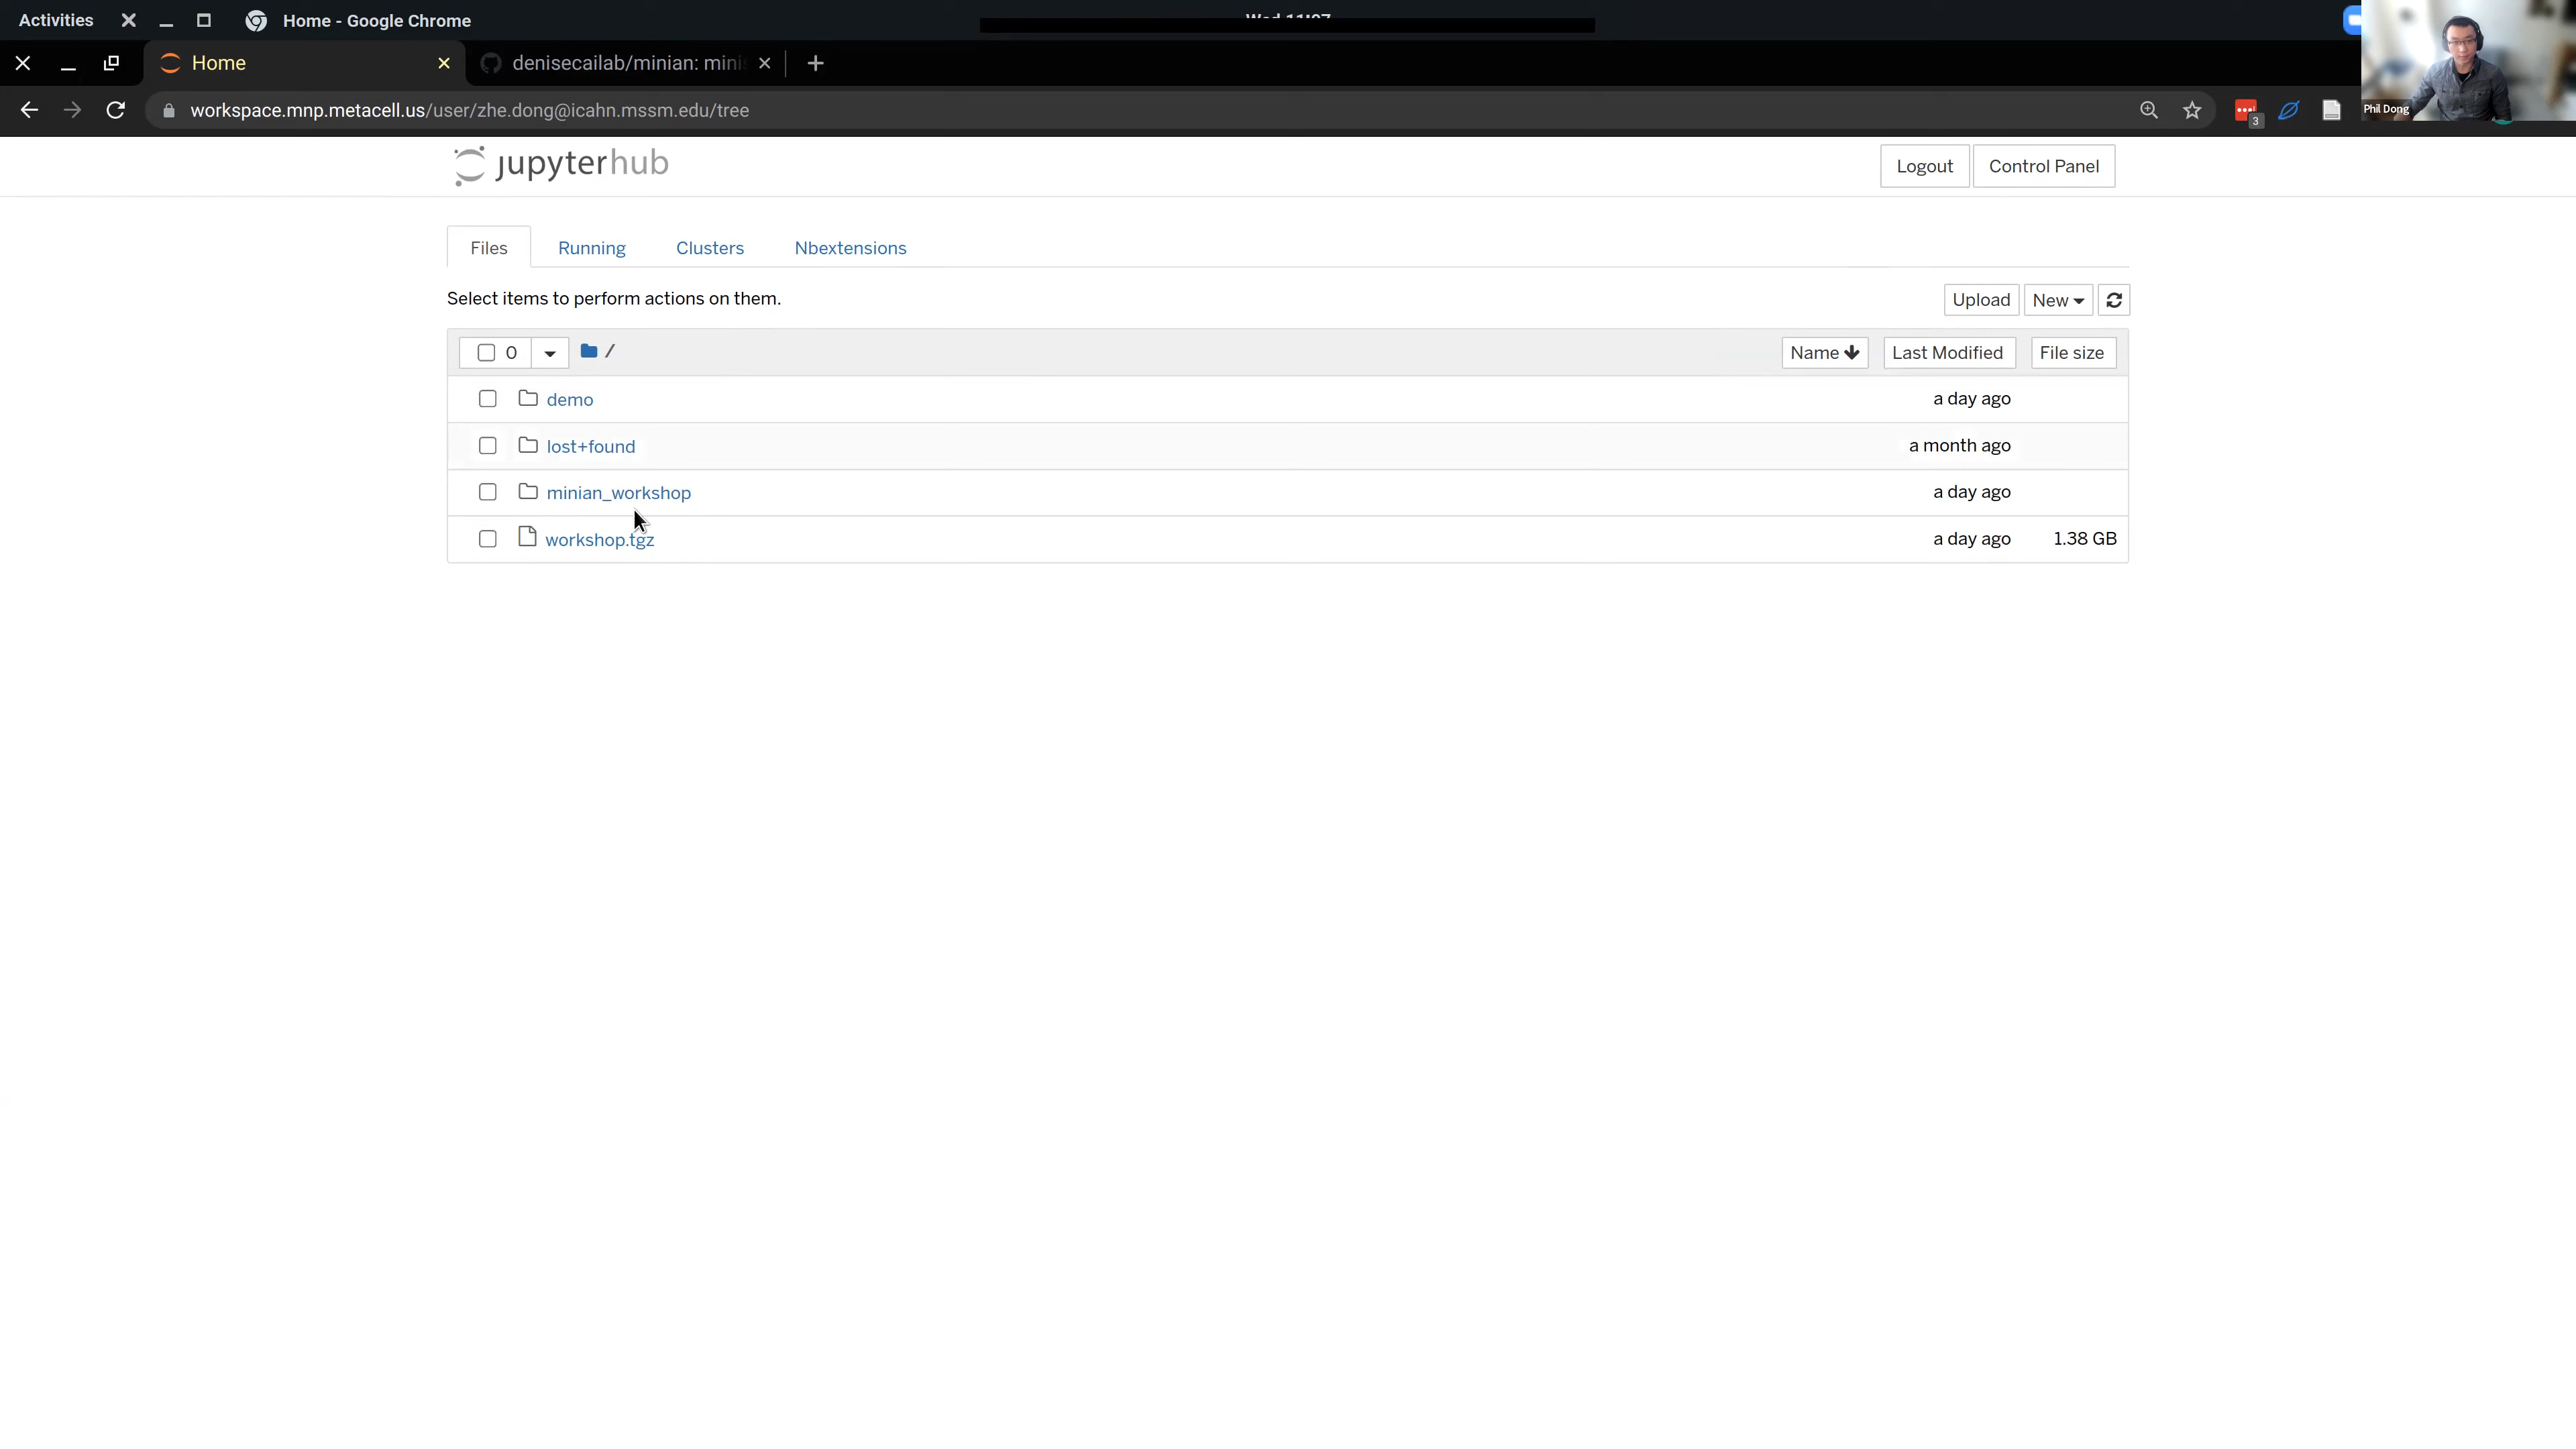 Activities
Home - Google Chrome
Home
denisecailab/minian: mini
workspace.mnp.metacell.us/user/zhe.dong@icahn.mssm.edu/tree
3
Phil Dong
jupyterhub
Logout
Control Panel
Files
Running
Clusters
Nbextensions
Select items to perform actions on them.
Upload
New
0
/
Name
Last Modified
File size
demo
a day ago
lost+found
a month ago
minian_workshop
a day ago
workshop.tgz
a day ago
1.38 GB